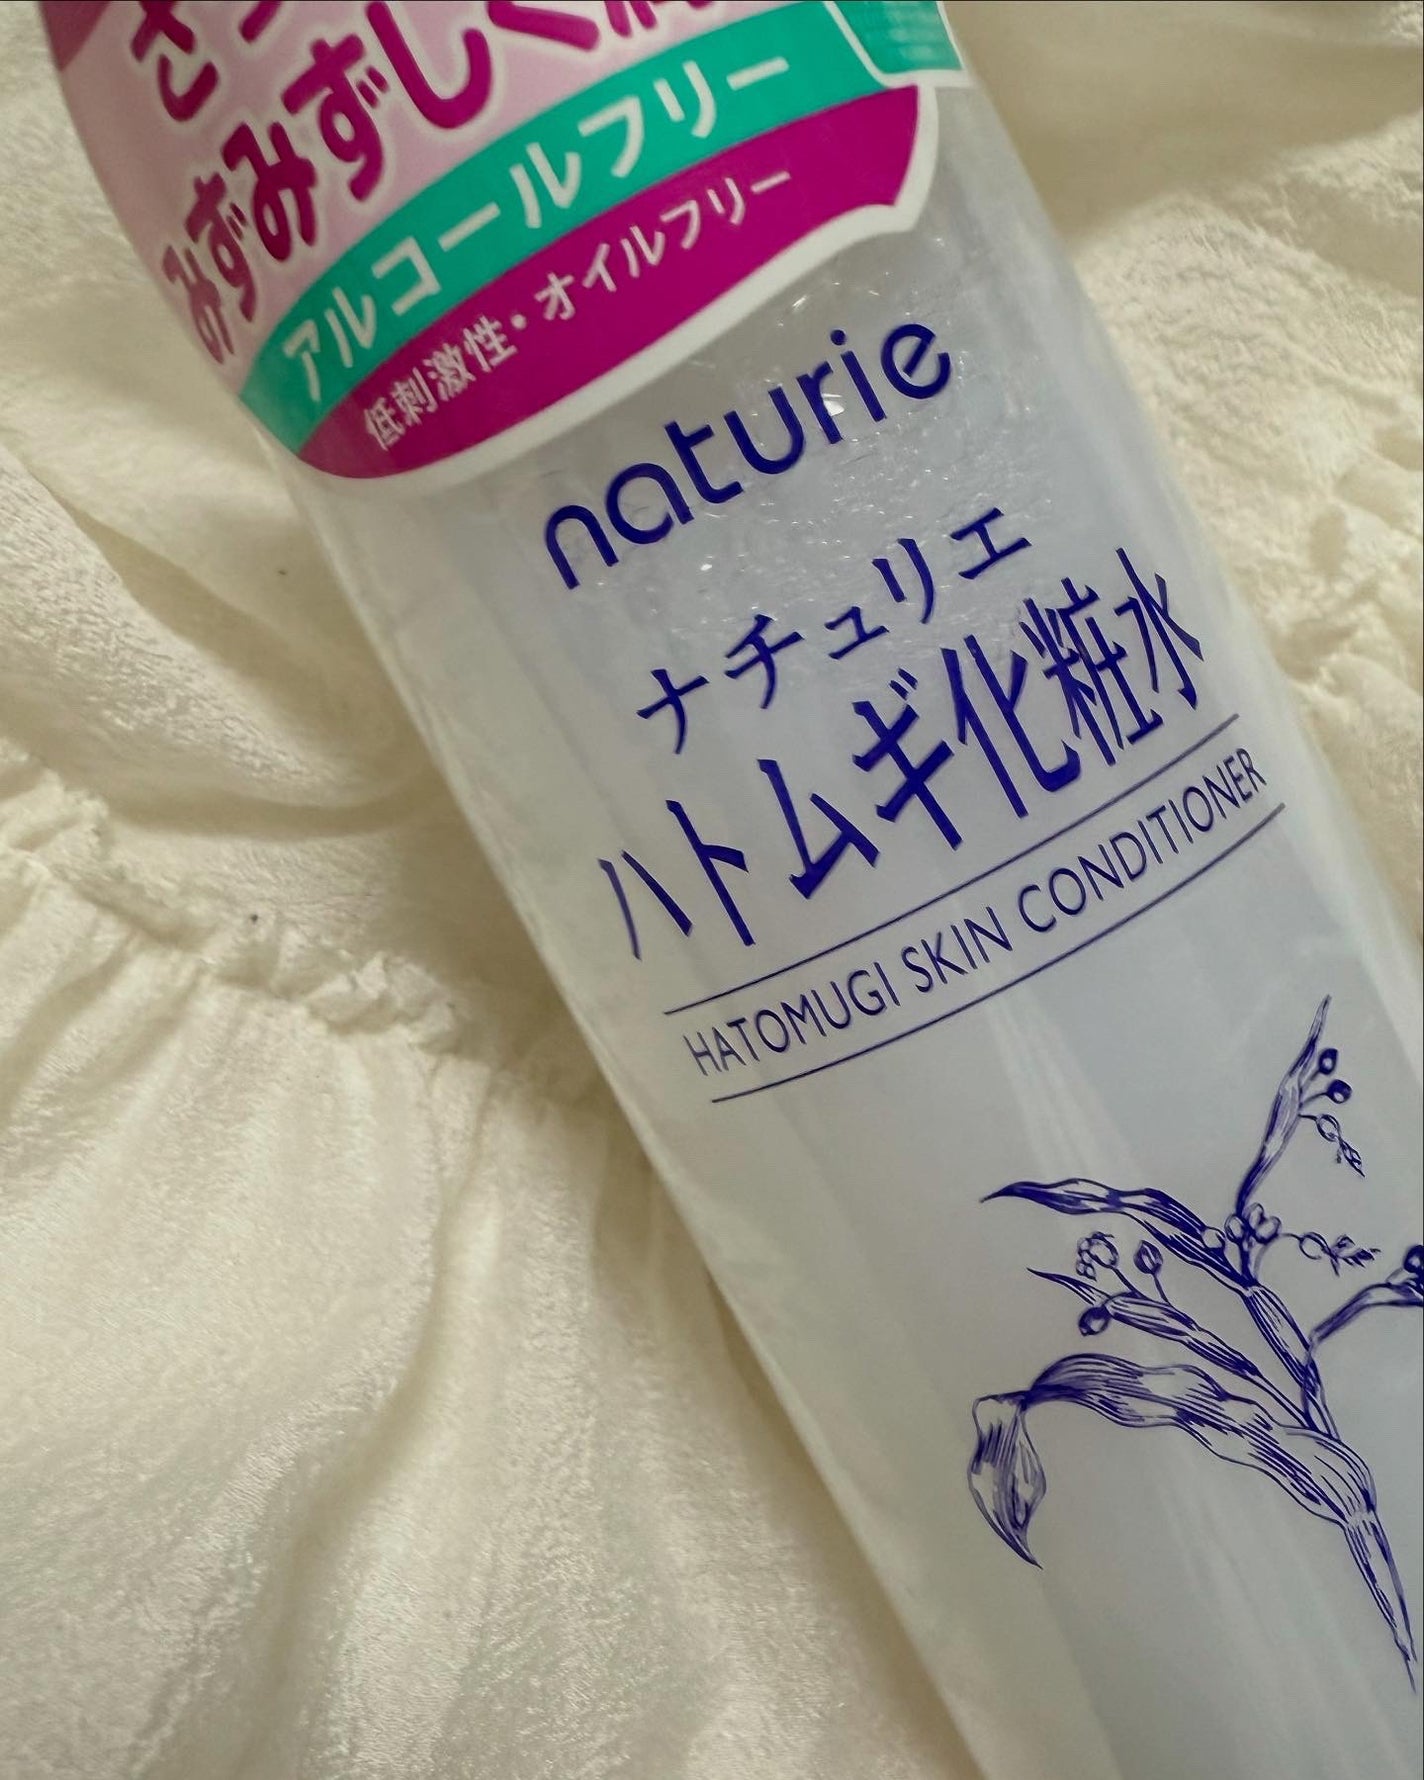 みずみずしく
アルコールフリー
低刺激性・オイルフリー
naturie
ナチュリエ
ハトムギ化粧水
HATOMUGI SKIN CONDITIONER